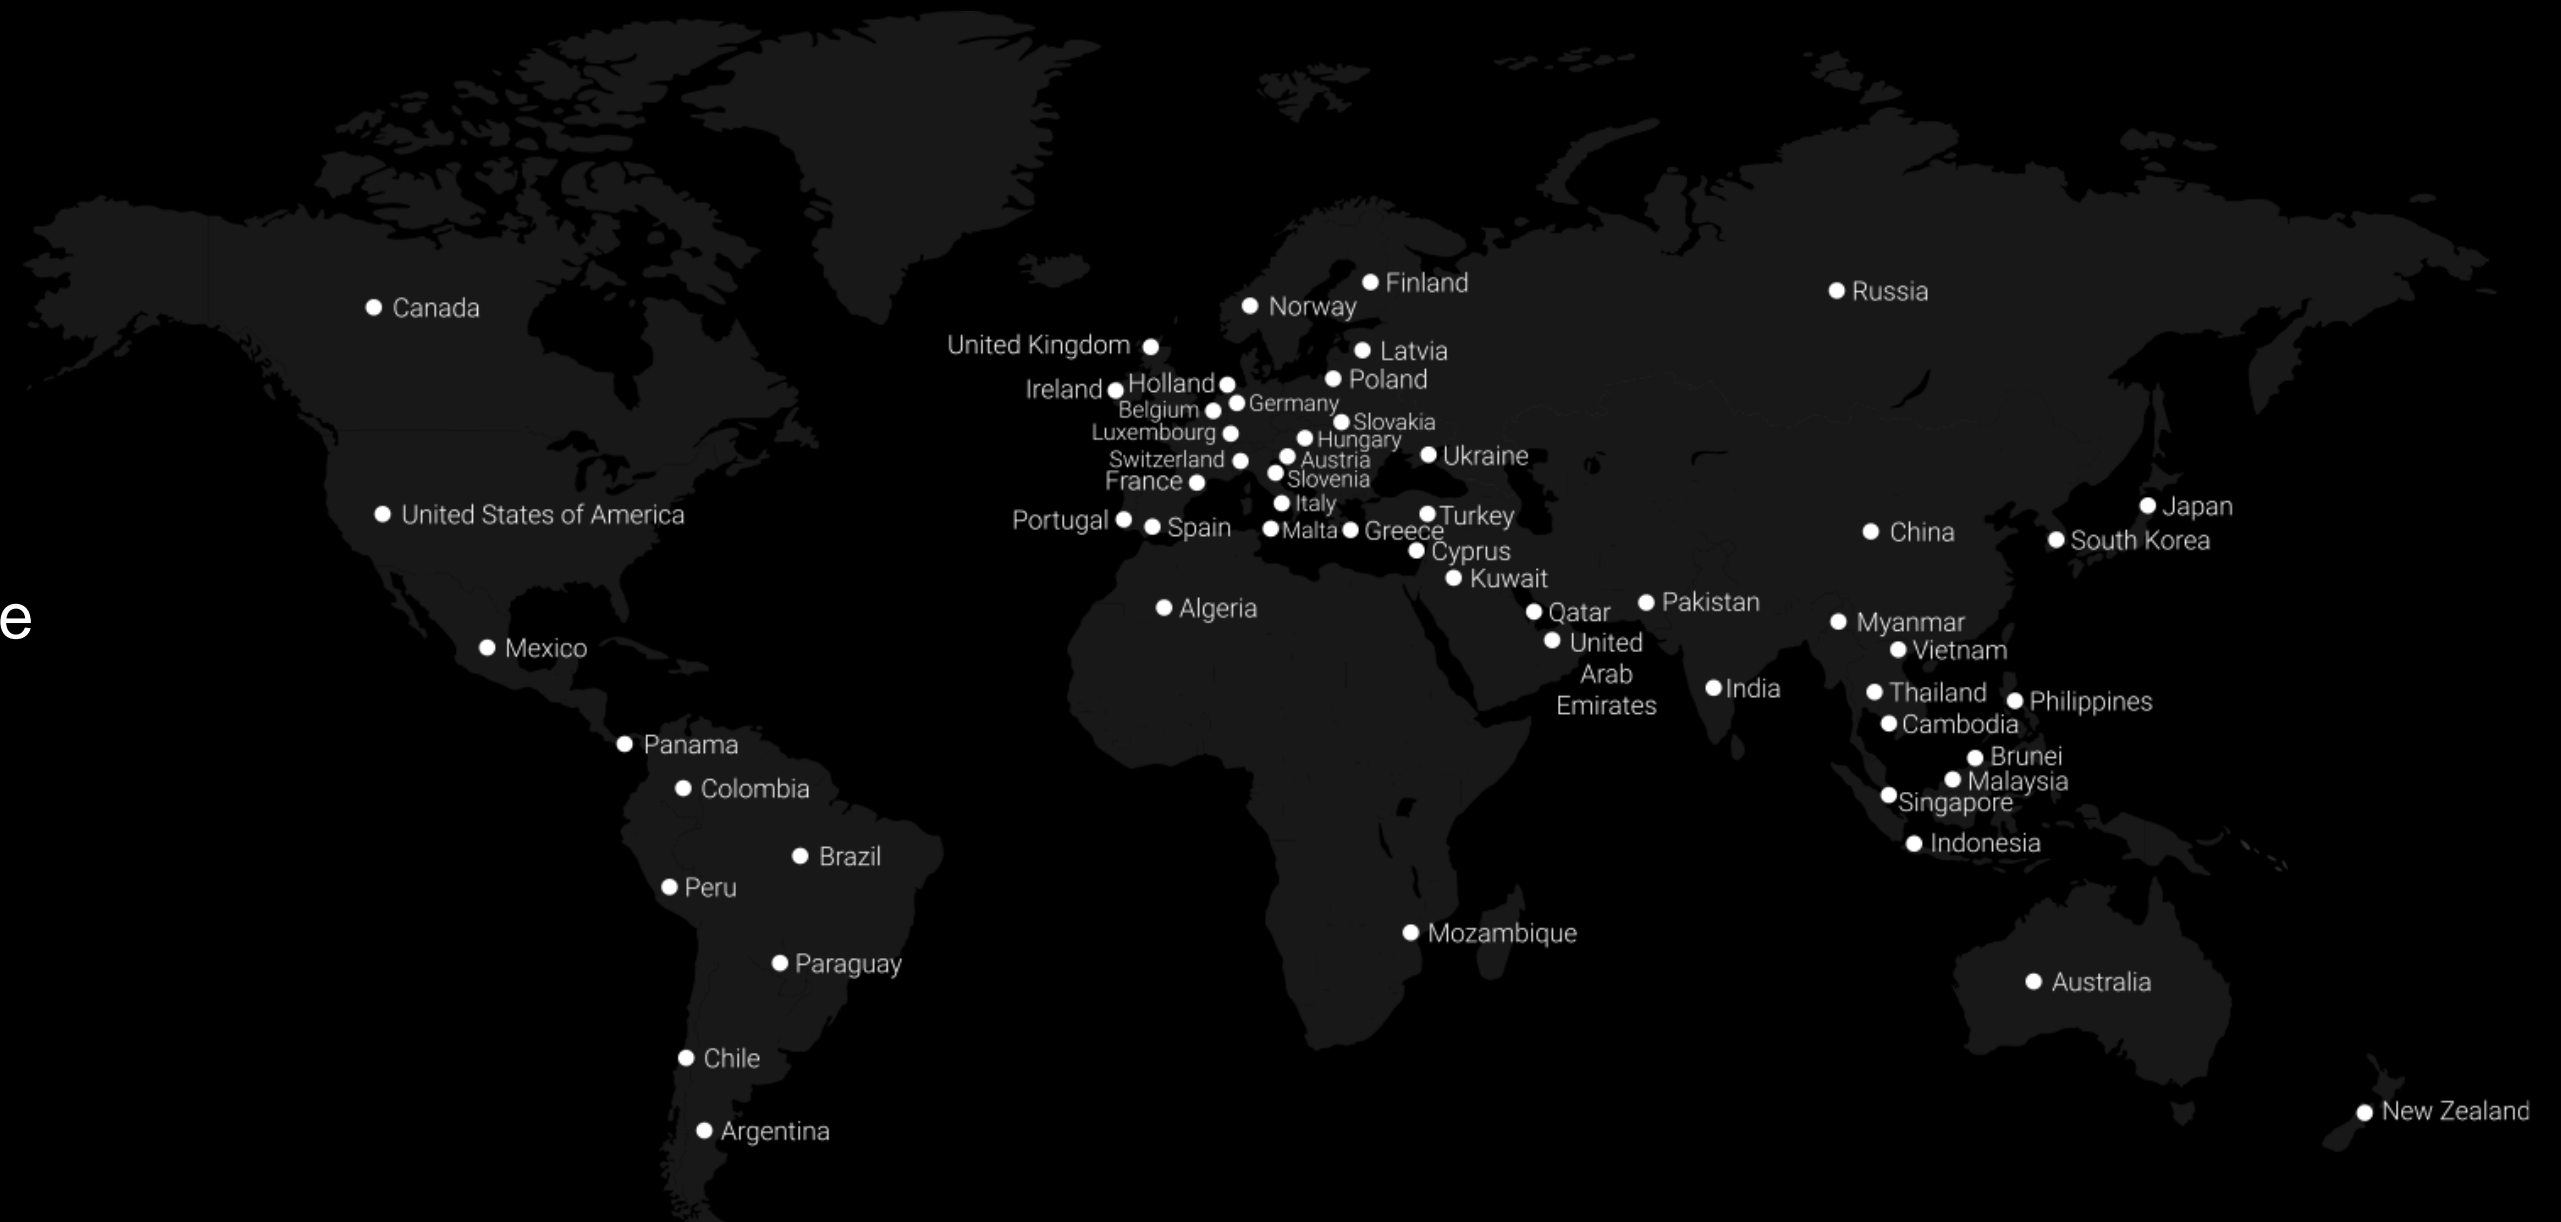 Finland
Russia
Norway
Canada
United Kingdom
Latvia
Poland
Holland
Ireland
Germany
Belgium
Slovakia
Luxembourg
Hungary
Ukraine
Switzerland
Austria
Slovenia
France
Italy
Japan
United States of America
Turkey
Portugal
Spain
Malta
Greece
China
South Korea
Cyprus
Kuwait
Pakistan
Algeria
Qatar
e
Myanmar
United
Arab
Emirates
Mexico
Vietnam
India
Thailand
Philippines
Cambodia
Panama
Brunei
Malaysia
Colombia
Singapore
Indonesia
Brazil
Peru
Mozambique
Paraguay
Australia
Chile
New Zealand
Argentina